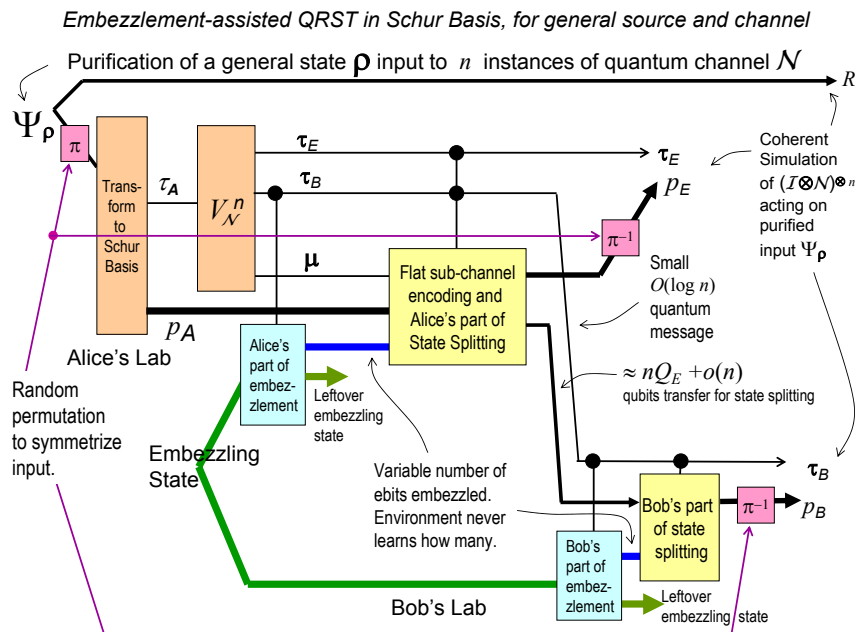 Embezzlement-assisted QRST in Schur Basis, for general source and channel
Purification of a general state ρ input to n instances of quantum channel 𝒩
R
Ψρ
π
Trans-
form
to
Schur
Basis
τA
V𝒩ⁿ
τE
τB
μ
pA
Alice's Lab
τE
pE
π⁻¹
Coherent
Simulation
of (ℐ⊗𝒩)⊗n
acting on
purified
input Ψρ
Flat sub-channel
encoding and
Alice's part of
State Splitting
Small
O(log n)
quantum
message
Alice's
part of
embez-
zlement
Leftover
embezzling
state
≈ nQE +o(n)
qubits transfer for state splitting
Random
permutation
to symmetrize
input.
Embezzling
State
Variable number of
ebits embezzled.
Environment never
learns how many.
τB
Bob's part
of state
splitting
π⁻¹
pB
Bob's
part of
embez-
zlement
Leftover
embezzling state
Bob's Lab